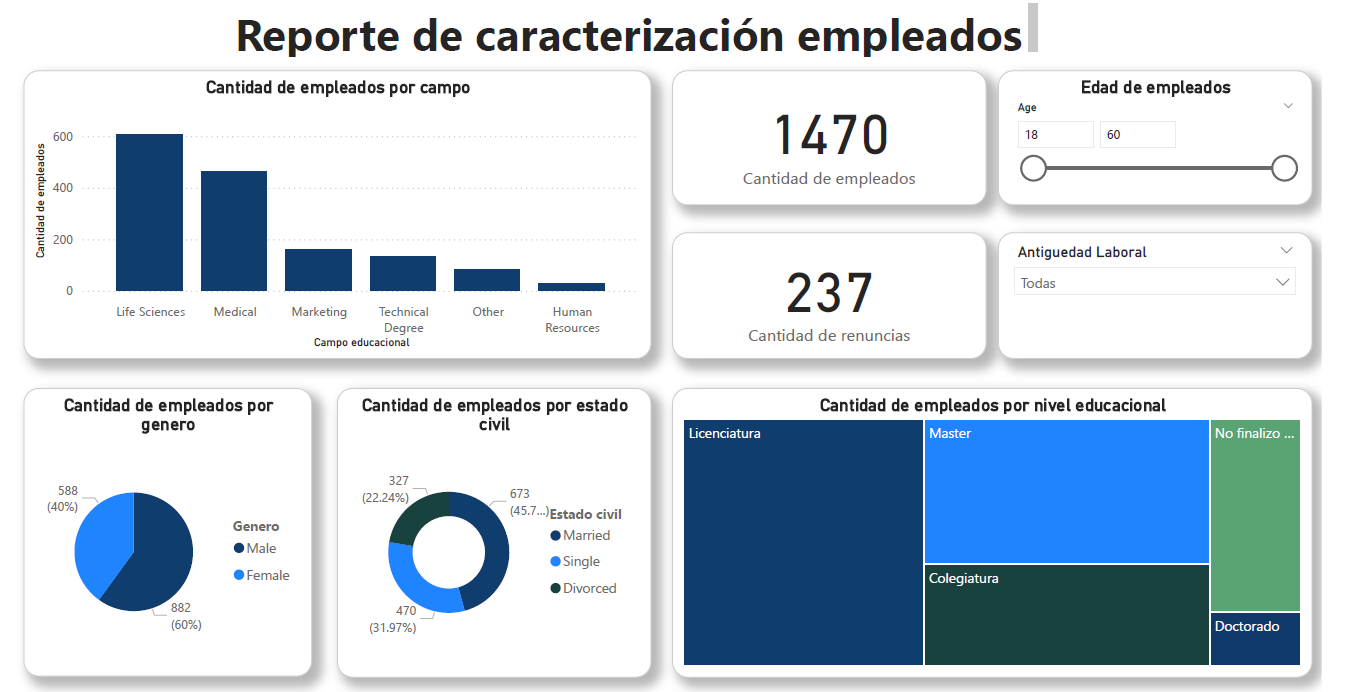 Reporte de caracterización empleados
Cantidad de empleados por campo
Cantidad de empleados
600
400
200
0
Life Sciences
Medical
Marketing
Technical
Degree
Other
Human
Resources
Campo educacional
1470
Cantidad de empleados
Edad de empleados
Age
18
60
237
Cantidad de renuncias
Antiguedad Laboral
Todas
Cantidad de empleados por
genero
588
(40%)
882
(60%)
Genero
Male
Female
Cantidad de empleados por estado
civil
327
(22.24%)
673
(45.7...)
470
(31.97%)
Estado civil
Married
Single
Divorced
Cantidad de empleados por nivel educacional
Licenciatura
Master
Colegiatura
No finalizo ...
Doctorado